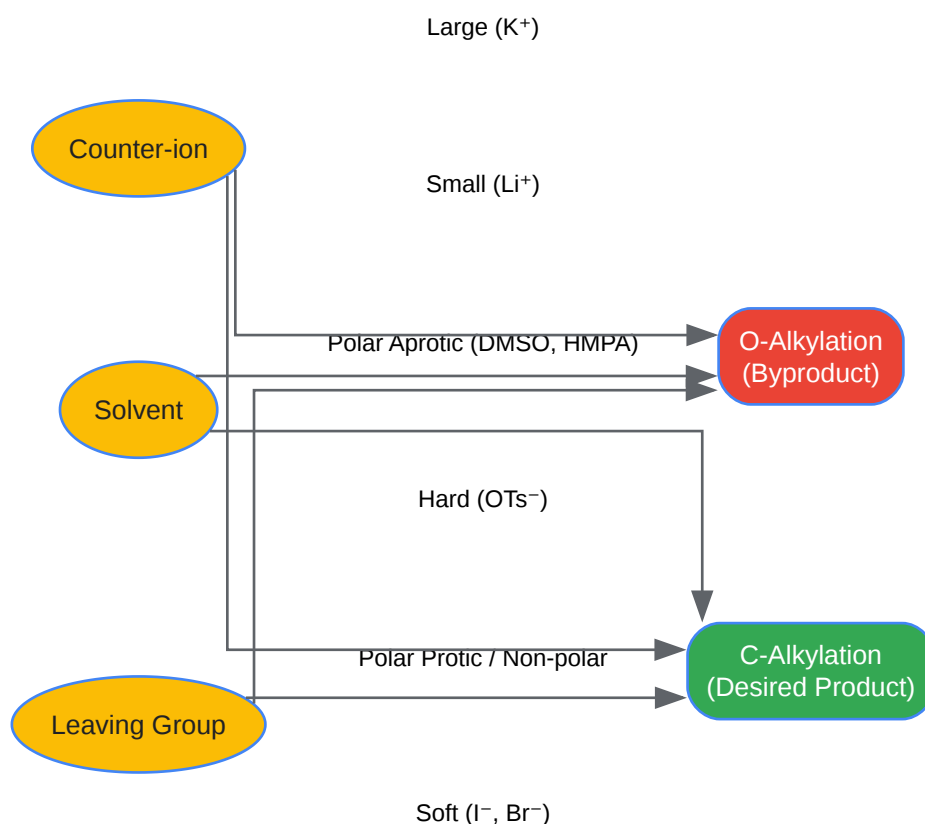 Large (K⁺)
Counter-ion
Small (Li⁺)
Polar Aprotic (DMSO, HMPA)
O-Alkylation
(Byproduct)
Solvent
Hard (OTs⁻)
Polar Protic / Non-polar
C-Alkylation
(Desired Product)
Leaving Group
Soft (I⁻, Br⁻)